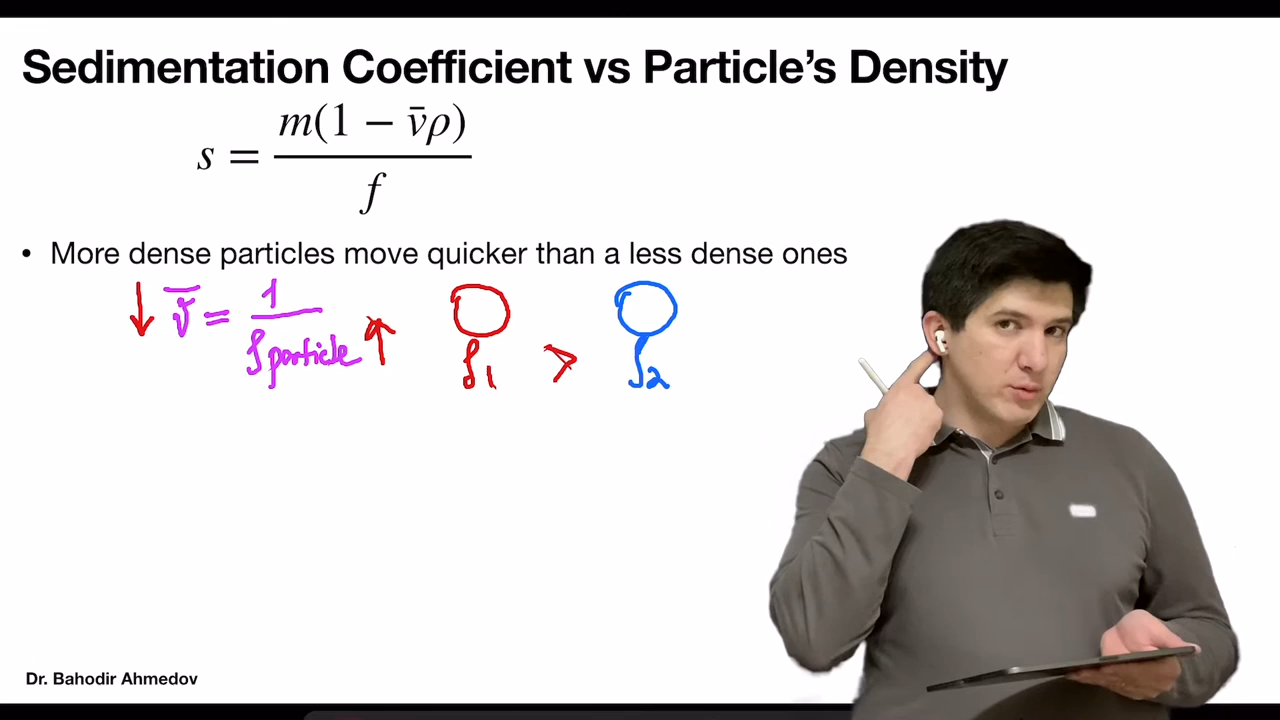 Sedimentation Coefficient vs Particle's Density
s = m(1 − v̄ρ) / f
• More dense particles move quicker than a less dense ones
↓ v̄ = 1 / ρparticle ↑ ρ1 > ρ2
Dr. Bahodir Ahmedov